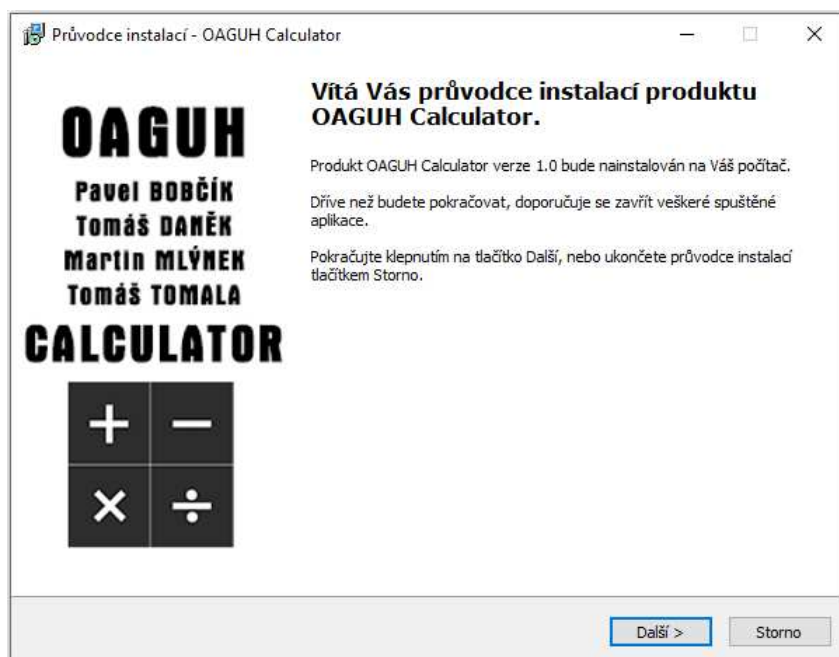 Průvodce instalací - OAGUH Calculator
OAGUH
Pavel BOBČÍK
Tomáš DANĚK
Martin MLÝNEK
Tomáš TOMALA
CALCULATOR
Vítá Vás průvodce instalací produktu
OAGUH Calculator.
Produkt OAGUH Calculator verze 1.0 bude nainstalován na Váš počítač.
Dříve než budete pokračovat, doporučuje se zavřít veškeré spuštěné
aplikace.
Pokračujte klepnutím na tlačítko Další, nebo ukončete průvodce instalací
tlačítkem Storno.
+ −
× ÷
Další >
Storno